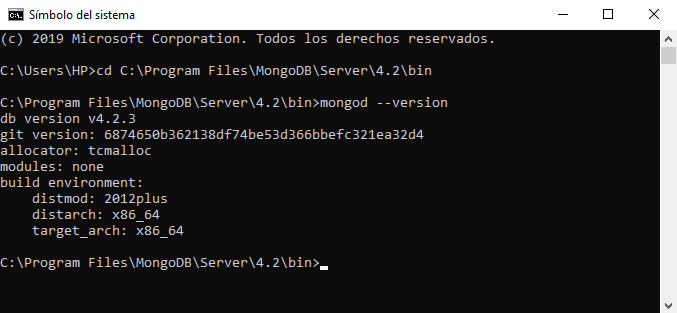 Símbolo del sistema
(c) 2019 Microsoft Corporation. Todos los derechos reservados.
C:\Users\HP>cd C:\Program Files\MongoDB\Server\4.2\bin
C:\Program Files\MongoDB\Server\4.2\bin>mongod --version
db version v4.2.3
git version: 6874650b362138df74be53d366bbefc321ea32d4
allocator: tcmalloc
modules: none
build environment:
    distmod: 2012plus
    distarch: x86_64
    target_arch: x86_64
C:\Program Files\MongoDB\Server\4.2\bin>